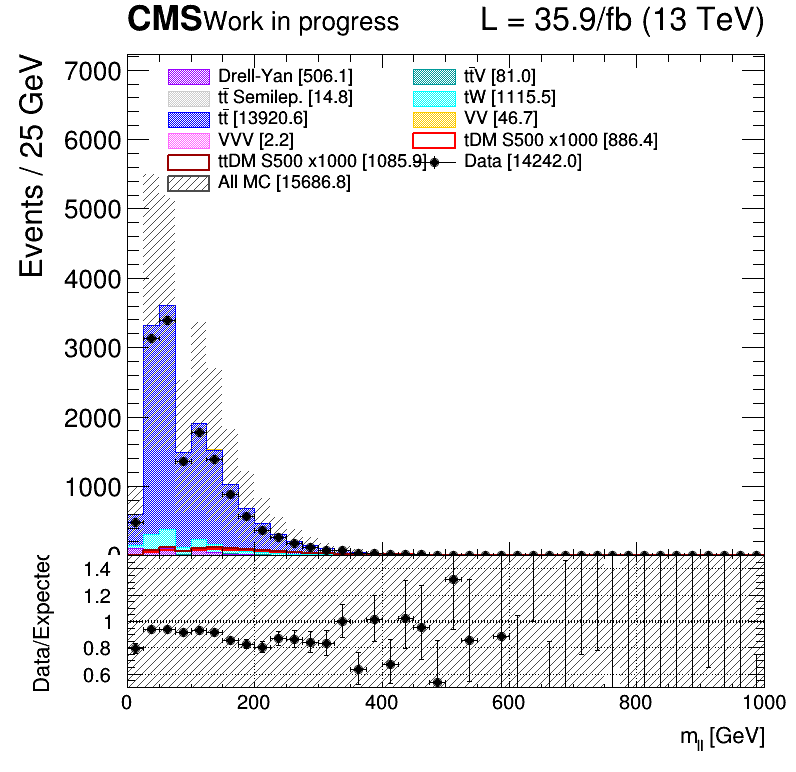 CMS Work in progress L = 35.9/fb (13 TeV)
Events / 25 GeV
7000
6000
5000
4000
3000
2000
1000
0
Drell-Yan [506.1]
tt̄V [81.0]
tt̄ Semilep. [14.8]
tW [1115.5]
tt̄ [13920.6]
VV [46.7]
VVV [2.2]
tDM S500 x1000 [886.4]
ttDM S500 x1000 [1085.9]
Data [14242.0]
All MC [15686.8]
Data/Expected
1.4
1.2
1
0.8
0.6
0 200 400 600 800 1000
m_ll [GeV]